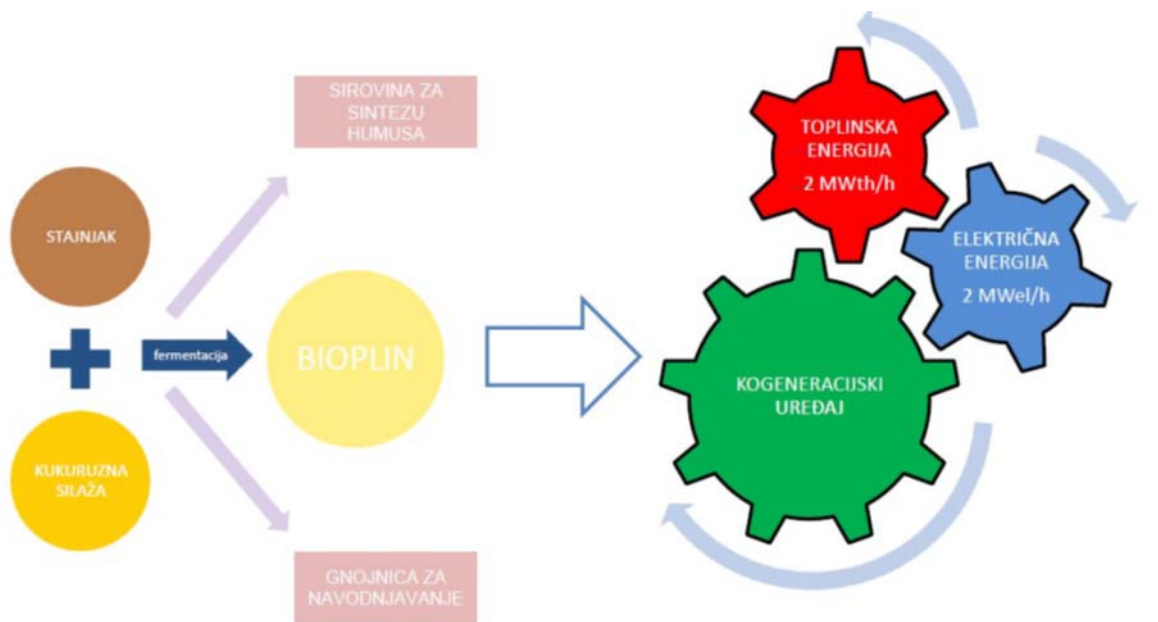 SIROVINA ZA
SINTEZU
HUMUSA
STAJNJAK
fermentacija
BIOPLIN
KUKURUZNA
SILAŽA
GNOJNICA ZA
NAVODNJAVANJE
TOPLINSKA
ENERGIJA
2 MWth/h
ELEKTRIČNA
ENERGIJA
2 MWel/h
KOGENERACIJSKI
UREĐAJ